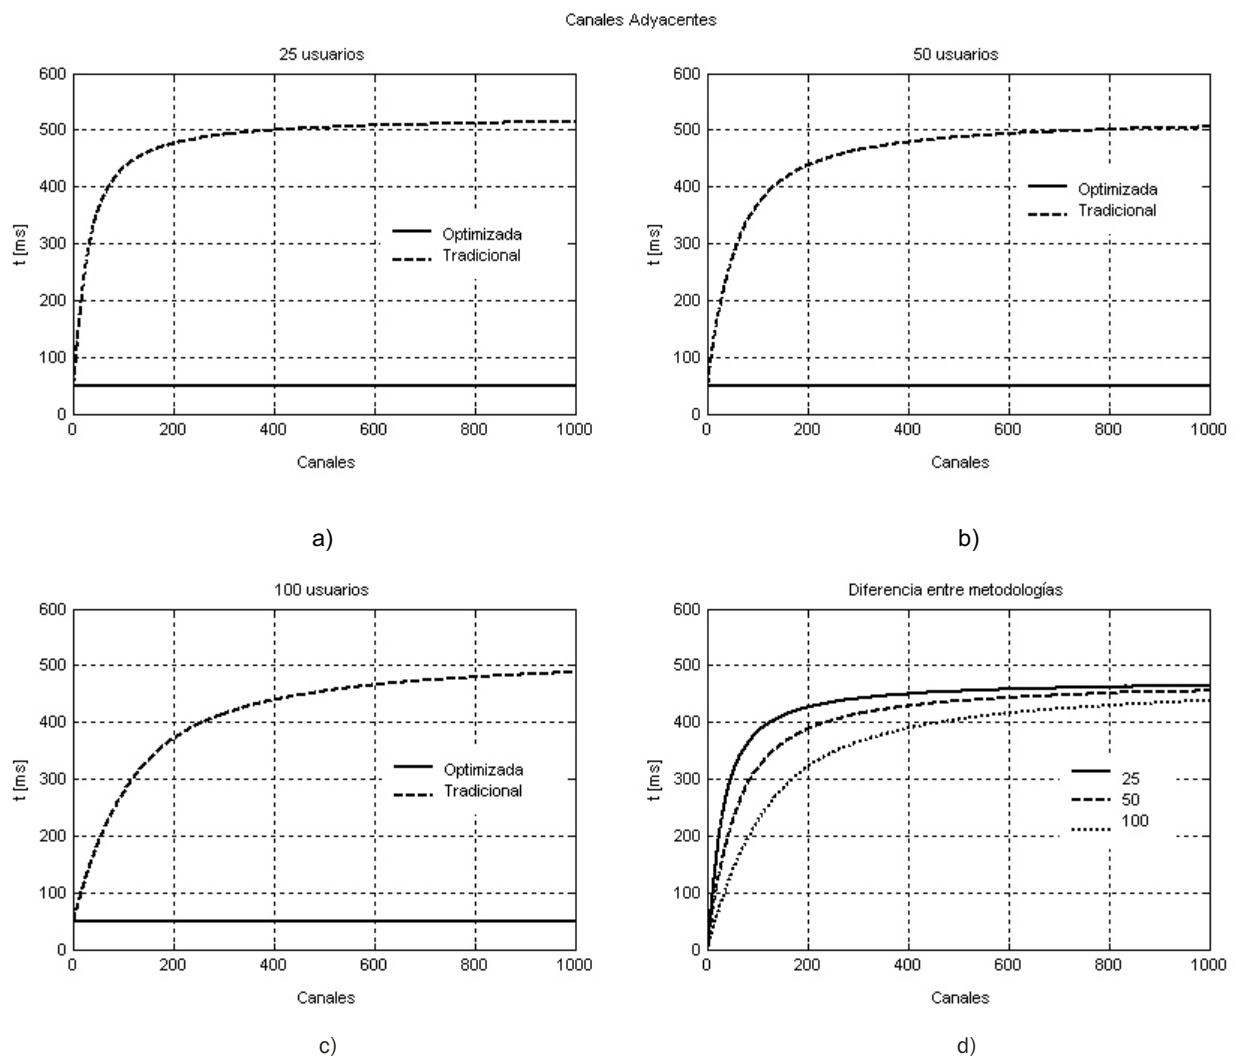 Canales Adyacentes
25 usuarios
600
500
400
300
200
100
0
t [ms]
Optimizada
Tradicional
0 200 400 600 800 1000
Canales
a)
50 usuarios
600
500
400
300
200
100
0
t [ms]
Optimizada
Tradicional
0 200 400 600 800 1000
Canales
b)
100 usuarios
600
500
400
300
200
100
0
t [ms]
Optimizada
Tradicional
0 200 400 600 800 1000
Canales
c)
Diferencia entre metodologías
600
500
400
300
200
100
0
t [ms]
25
50
100
0 200 400 600 800 1000
Canales
d)